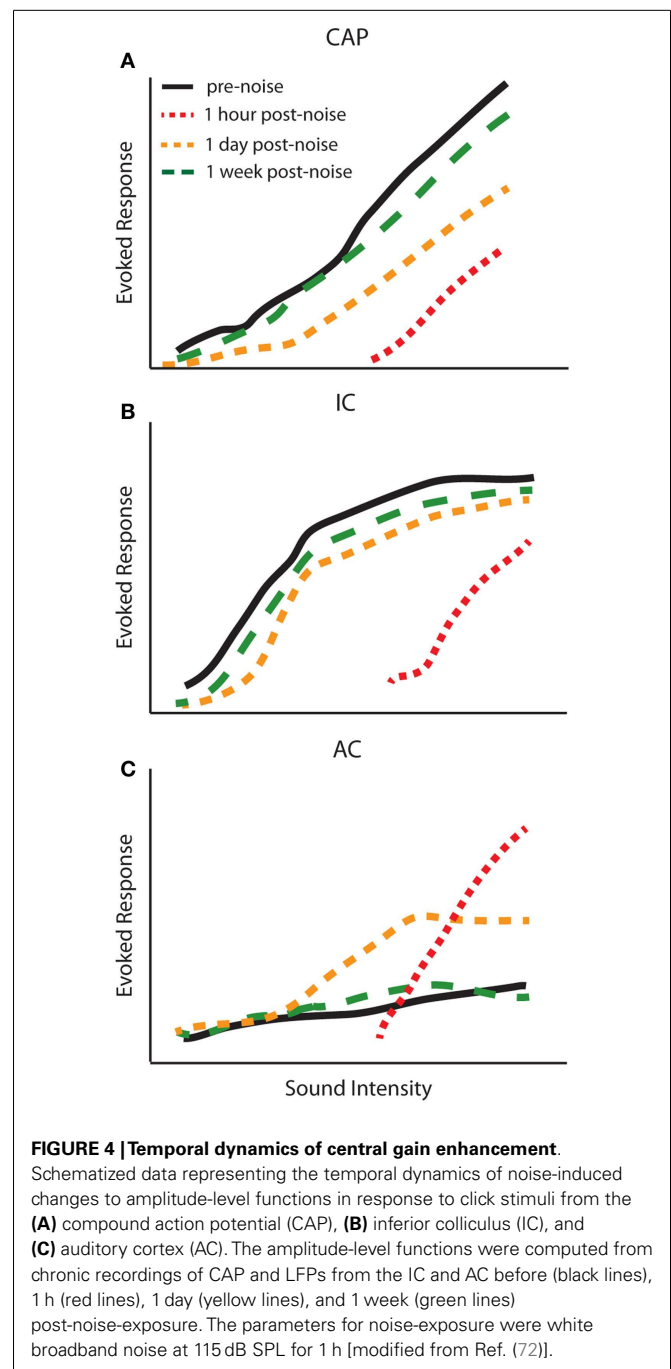 CAP
A
pre-noise
1 hour post-noise
1 day post-noise
1 week post-noise
Evoked Response
IC
B
Evoked Response
AC
C
Evoked Response
Sound Intensity
FIGURE 4 | Temporal dynamics of central gain enhancement.
Schematized data representing the temporal dynamics of noise-induced
changes to amplitude-level functions in response to click stimuli from the
(A) compound action potential (CAP), (B) inferior colliculus (IC), and
(C) auditory cortex (AC). The amplitude-level functions were computed from
chronic recordings of CAP and LFPs from the IC and AC before (black lines),
1 h (red lines), 1 day (yellow lines), and 1 week (green lines)
post-noise-exposure. The parameters for noise-exposure were white
broadband noise at 115 dB SPL for 1 h [modified from Ref. (72)].